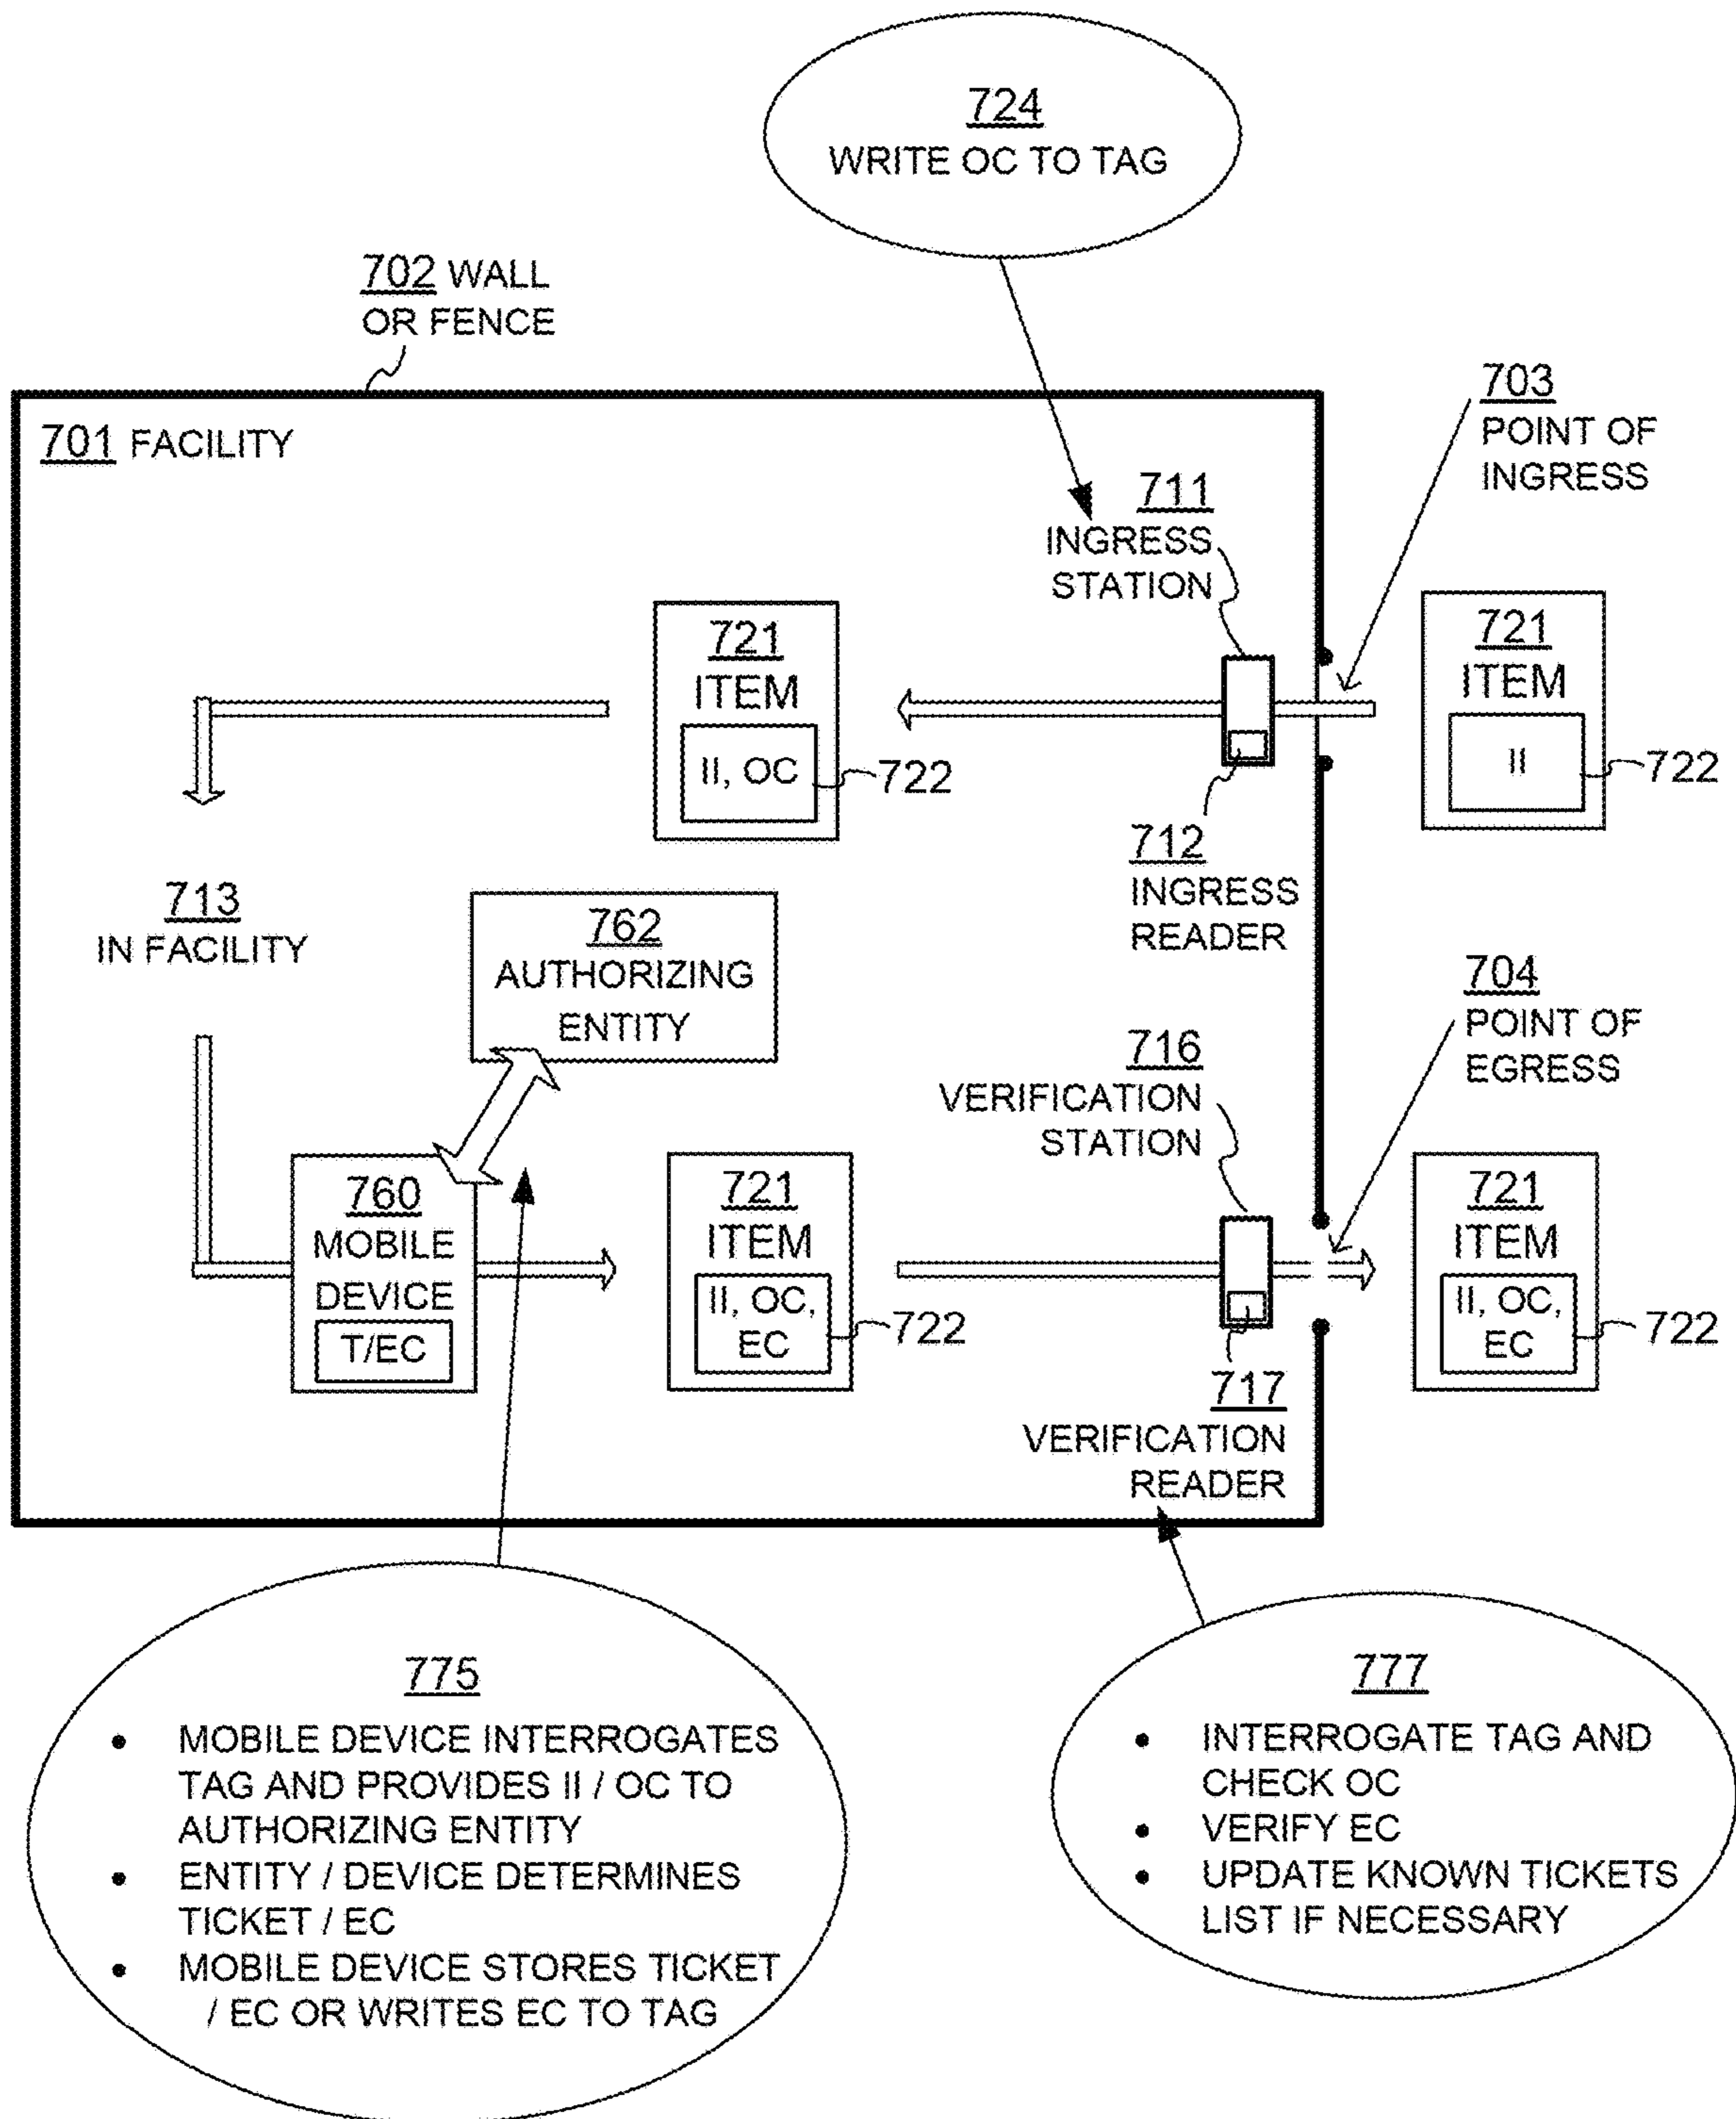 724
WRITE OC TO TAG
702 WALL
OR FENCE
703
POINT OF
INGRESS
701 FACILITY
711
INGRESS
STATION
721
ITEM
II, OC
722
721
ITEM
II
722
712
INGRESS
READER
713
IN FACILITY
762
AUTHORIZING
ENTITY
704
POINT OF
EGRESS
716
VERIFICATION
STATION
760
MOBILE
DEVICE
T/EC
721
ITEM
II, OC,
EC
722
721
ITEM
II, OC,
EC
722
717
VERIFICATION
READER
775
• MOBILE DEVICE INTERROGATES
TAG AND PROVIDES II / OC TO
AUTHORIZING ENTITY
• ENTITY / DEVICE DETERMINES
TICKET / EC
• MOBILE DEVICE STORES TICKET
/ EC OR WRITES EC TO TAG
777
• INTERROGATE TAG AND
CHECK OC
• VERIFY EC
• UPDATE KNOWN TICKETS
LIST IF NECESSARY